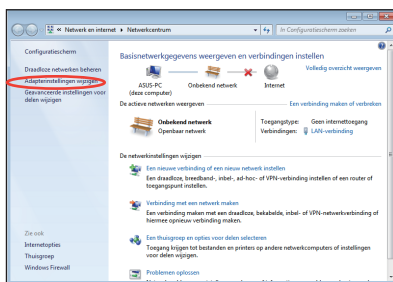 « Netwerk en internet ▸ Netwerkcentrum
In Configuratiescherm zoeken
Configuratiescherm
Draadloze netwerken beheren
Adapterinstellingen wijzigen
Geavanceerde instellingen voor
delen wijzigen
Zie ook
Internetopties
Thuisgroep
Windows Firewall
Basisnetwerkgegevens weergeven en verbindingen instellen
Volledig overzicht weergeven
ASUS-PC
(deze computer)
Onbekend netwerk
Internet
De actieve netwerken weergeven
Een verbinding maken of verbreken
Onbekend netwerk
Openbaar netwerk
Toegangstype: Geen internettoegang
Verbindingen: LAN-verbinding
De netwerkinstellingen wijzigen
Een nieuwe verbinding of een nieuw netwerk instellen
Een draadloze, breedband-, inbel-, ad-hoc- of VPN-verbinding instellen of een router of
toegangspunt instellen.
Verbinding met een netwerk maken
Een verbinding maken met een draadloze, bekabelde, inbel- of VPN-netwerkverbinding of
hiermee opnieuw verbinding maken.
Een thuisgroep en opties voor delen selecteren
Toegang krijgen tot bestanden en printers op andere netwerkcomputers of instellingen
voor delen wijzigen.
Problemen oplossen